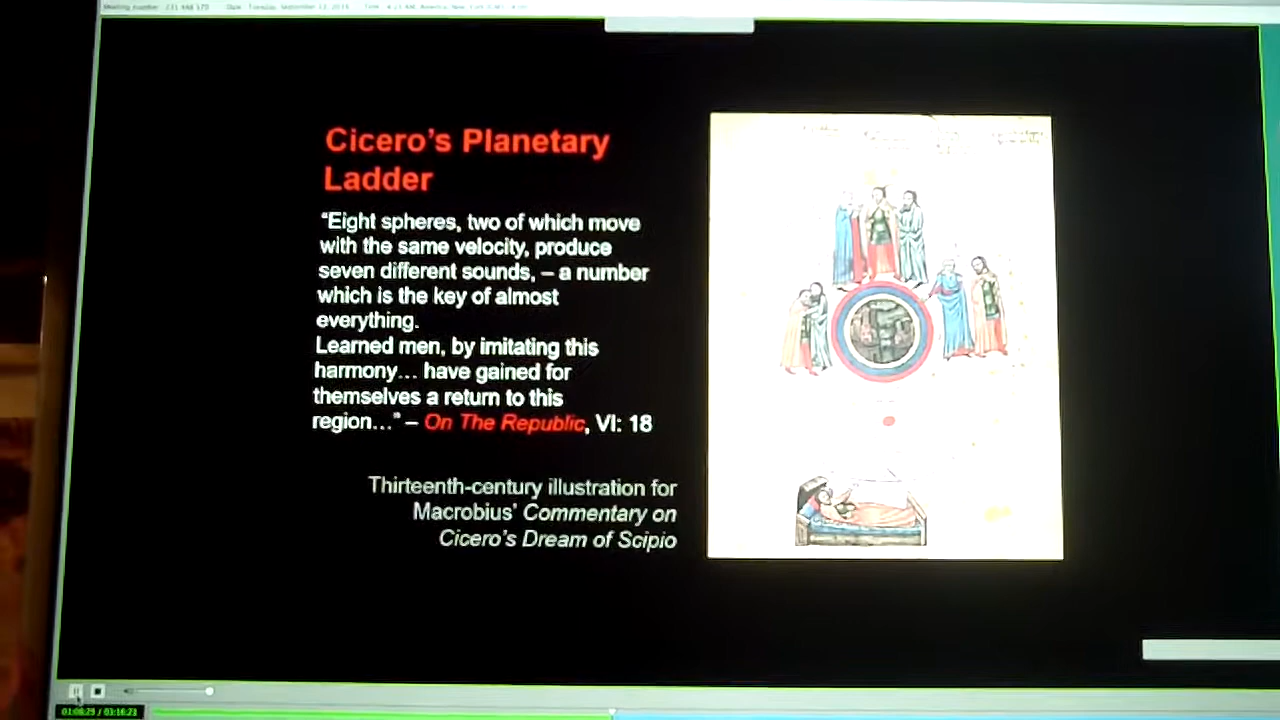 Cicero's Planetary
Ladder
"Eight spheres, two of which move
with the same velocity, produce
seven different sounds, – a number
which is the key of almost
everything.
Learned men, by imitating this
harmony... have gained for
themselves a return to this
region..." – On The Republic, VI: 18
Thirteenth-century illustration for
Macrobius' Commentary on
Cicero's Dream of Scipio